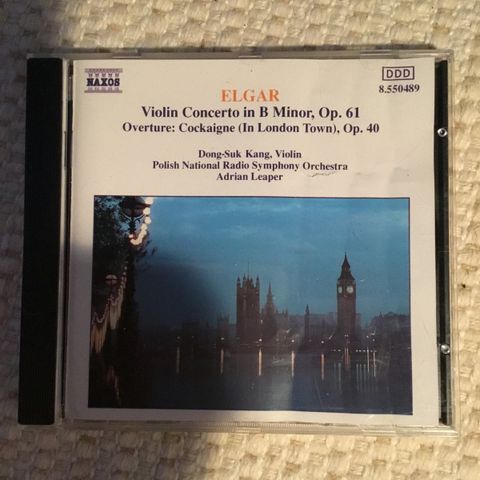 NAXOS
DDD
8.550489
ELGAR
Violin Concerto in B Minor, Op. 61
Overture: Cockaigne (In London Town), Op. 40
Dong-Suk Kang, Violin
Polish National Radio Symphony Orchestra
Adrian Leaper